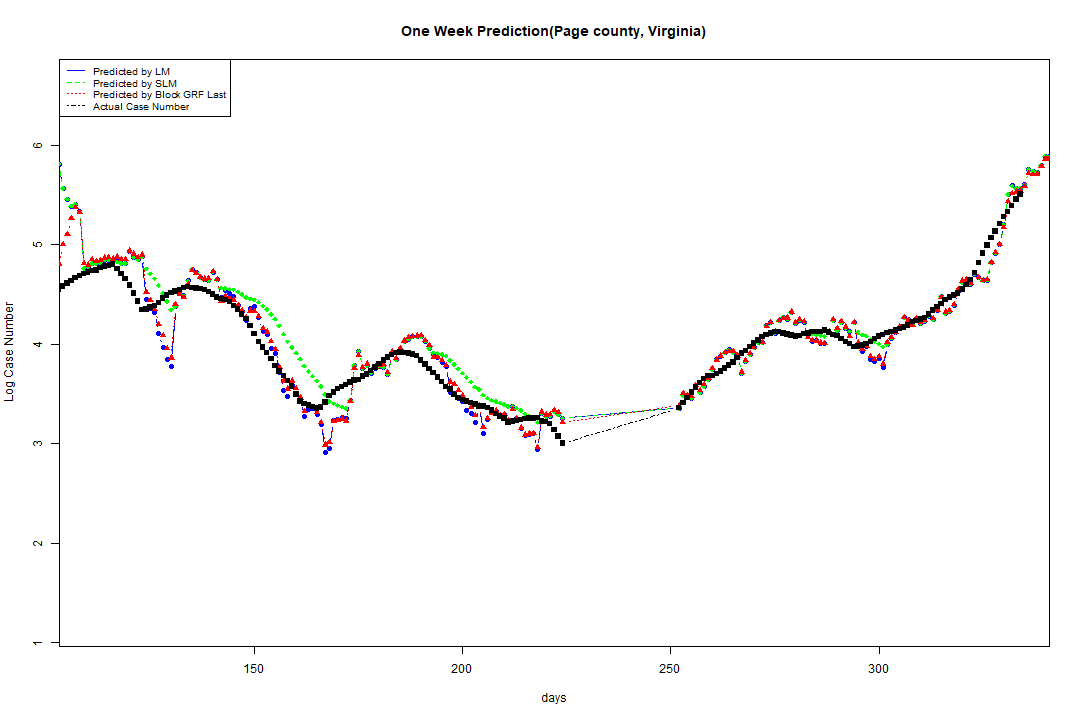 One Week Prediction(Page county, Virginia)
Predicted by LM
Predicted by SLM
Predicted by Block GRF Last
Actual Case Number
Log Case Number
6
5
4
3
2
1
150 200 250 300
days